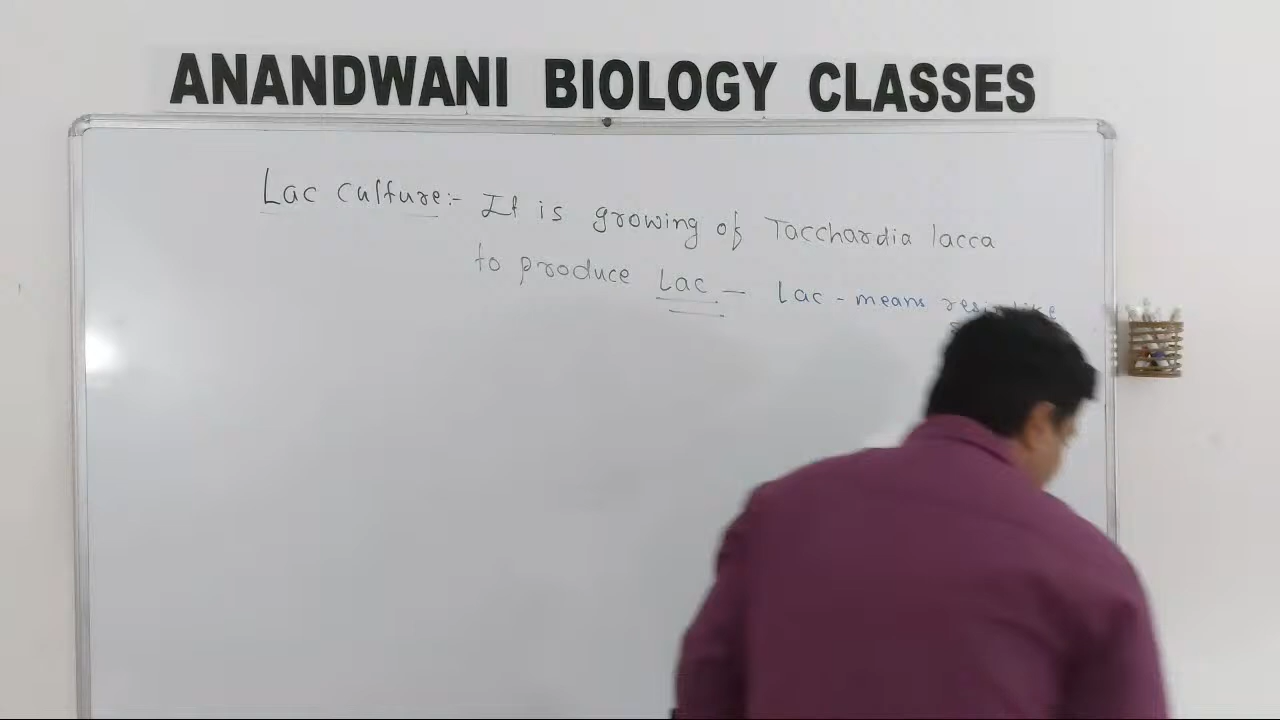 ANANDWANI BIOLOGY CLASSES
Lac culture:- It is growing of Tacchardia lacca
to produce Lac — Lac - means